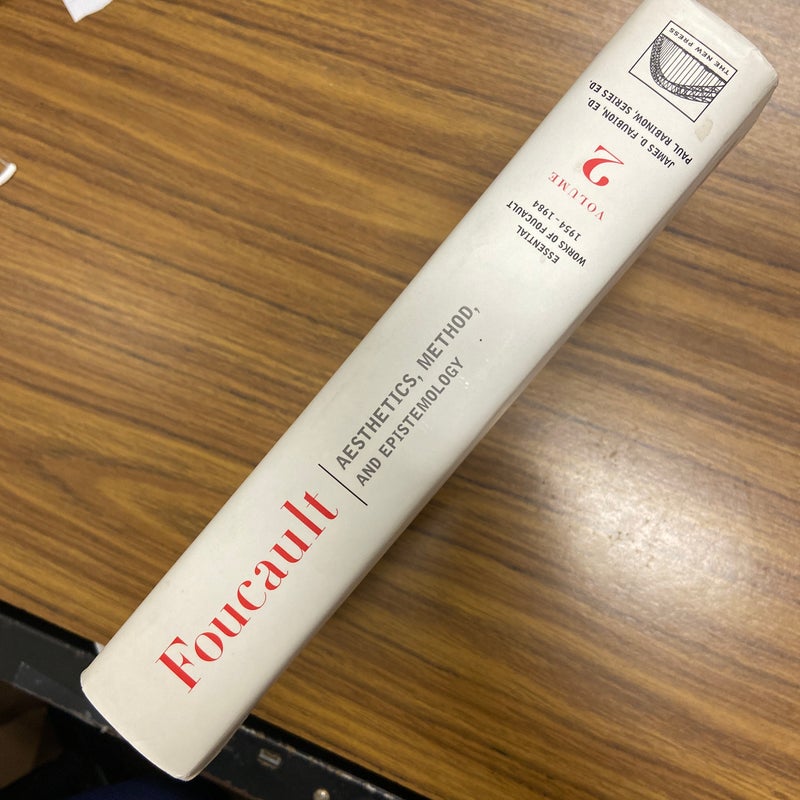 Foucault
AESTHETICS, METHOD,
AND EPISTEMOLOGY
ESSENTIAL
WORKS OF FOUCAULT
1954-1984
VOLUME
2
JAMES D. FAUBION, ED.
PAUL RABINOW, SERIES ED.
THE NEW PRESS